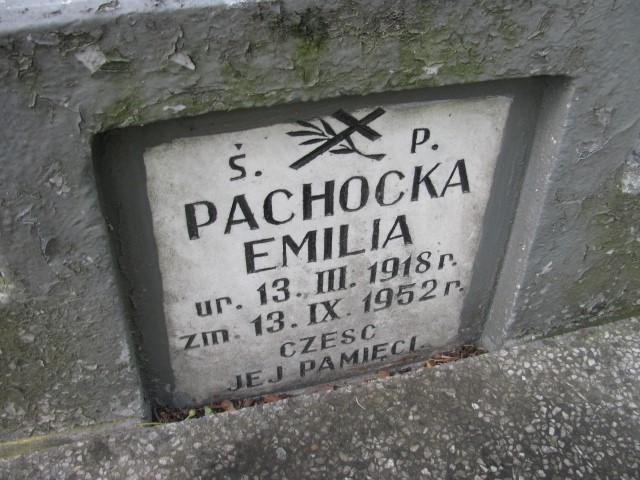 Ś. P.
PACHOCKA
EMILIA
ur. 13. III. 1918 r.
zm. 13. IX. 1952 r.
CZESC
JEJ PAMIĘCI.